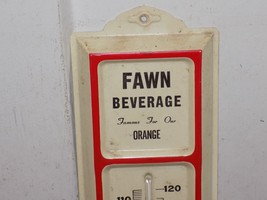 FAWN
BEVERAGE
Famous For Our
ORANGE
120
110